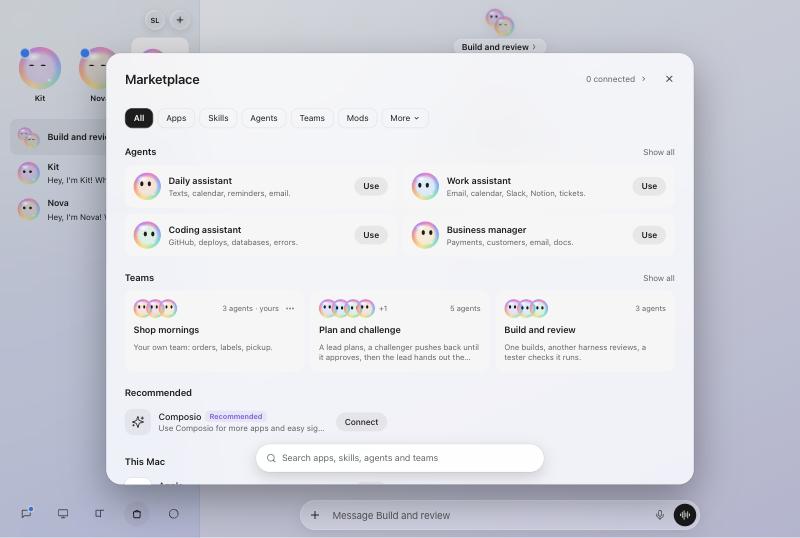 SL
Build and review
Kit
Nov
Build and revie
Kit
Hey, I'm Kit! Wh
Nova
Hey, I'm Nova!
Marketplace
0 connected
All
Apps
Skills
Agents
Teams
Mods
More
Agents
Show all
Daily assistant
Texts, calendar, reminders, email.
Use
Work assistant
Email, calendar, Slack, Notion, tickets.
Use
Coding assistant
GitHub, deploys, databases, errors.
Use
Business manager
Payments, customers, email, docs.
Use
Teams
Show all
3 agents · yours
Shop mornings
Your own team: orders, labels, pickup.
+1
5 agents
Plan and challenge
A lead plans, a challenger pushes back until
it approves, then the lead hands out the...
3 agents
Build and review
One builds, another harness reviews, a
tester checks it runs.
Recommended
Composio
Recommended
Use Composio for more apps and easy sig...
Connect
Search apps, skills, agents and teams
This Mac
Message Build and review